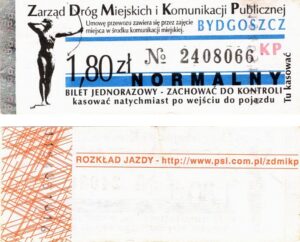 Zarząd Dróg Miejskich i Komunikacji Publicznej
Umowę przewozu zawiera się przez zajęcie
miejsca w środku komunikacji miejskiej.
BYDGOSZCZ
1,80 zł
№ 2408066
KP
NORMALNY
BILET JEDNORAZOWY - ZACHOWAĆ DO KONTROLI
kasować natychmiast po wejściu do pojazdu
Tu kasować
ROZKŁAD JAZDY - http://www.psl.com.pl/zdmikp